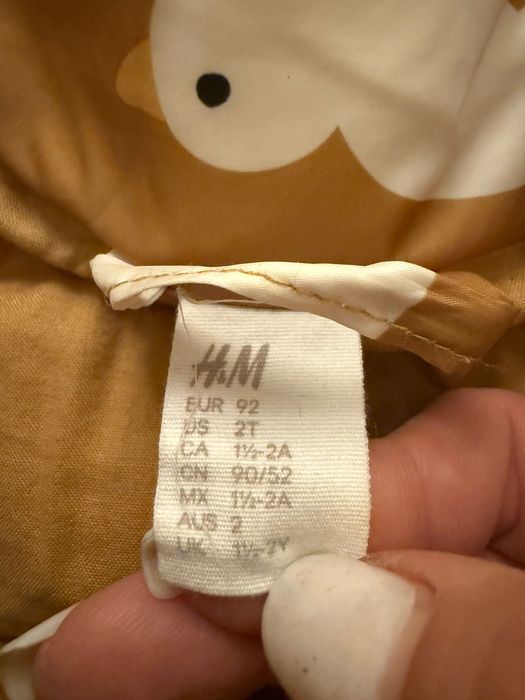 H&M
EUR 92
US 2T
CA 1½-2A
CN 90/52
MX 1½-2A
AUS 2
UK 1½-2Y